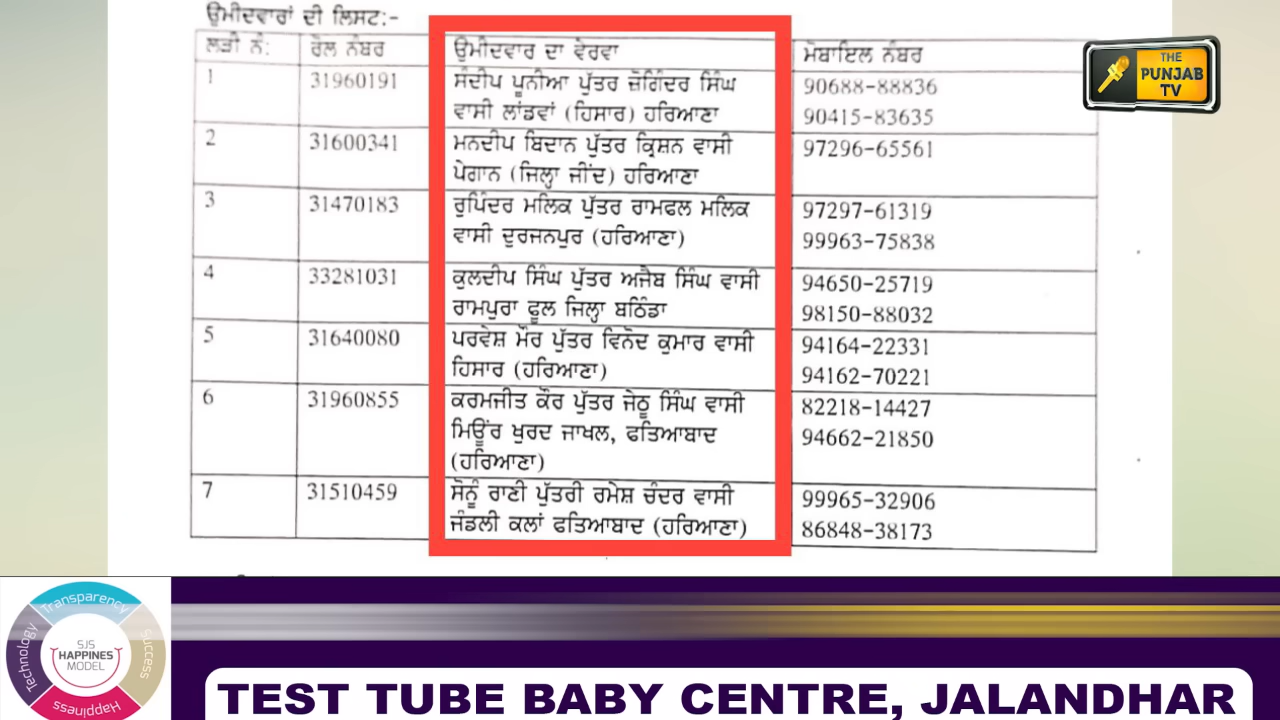 ਉਮੀਦਵਾਰਾਂ ਦੀ ਲਿਸਟ:-
ਲੜੀ ਨੰ: ਰੋਲ ਨੰਬਰ ਉਮੀਦਵਾਰ ਦਾ ਵੇਰਵਾ ਮੋਬਾਇਲ ਨੰਬਰ
1 31960191 ਸੰਦੀਪ ਪੂਨੀਆ ਪੁੱਤਰ ਜ਼ੋਗਿੰਦਰ ਸਿੰਘ 90688-88836
ਵਾਸੀ ਲਾਂਡਵਾਂ (ਹਿਸਾਰ) ਹਰਿਆਣਾ 90415-83635
2 31600341 ਮਨਦੀਪ ਬਿਦਾਨ ਪੁੱਤਰ ਕ੍ਰਿਸ਼ਨ ਵਾਸੀ 97296-65561
ਪੇਗਾਨ (ਜਿਲ੍ਹਾ ਜੀਂਦ) ਹਰਿਆਣਾ
3 31470183 ਰੁਪਿੰਦਰ ਮਲਿਕ ਪੁੱਤਰ ਰਾਮਫਲ ਮਲਿਕ 97297-61319
ਵਾਸੀ ਦੁਰਜਨਪੁਰ (ਹਰਿਆਣਾ) 99963-75838
4 33281031 ਕੁਲਦੀਪ ਸਿੰਘ ਪੁੱਤਰ ਅਜੈਬ ਸਿੰਘ ਵਾਸੀ 94650-25719
ਰਾਮਪੁਰਾ ਫੂਲ ਜਿਲ੍ਹਾ ਬਠਿੰਡਾ 98150-88032
5 31640080 ਪਰਵੇਸ਼ ਮੌਰ ਪੁੱਤਰ ਵਿਨੋਦ ਕੁਮਾਰ ਵਾਸੀ 94164-22331
ਹਿਸਾਰ (ਹਰਿਆਣਾ) 94162-70221
6 31960855 ਕਰਮਜੀਤ ਕੌਰ ਪੁੱਤਰ ਜੇਠੂ ਸਿੰਘ ਵਾਸੀ 82218-14427
ਮਿਊਂਰ ਖੁਰਦ ਜਾਖਲ, ਫਤਿਆਬਾਦ 94662-21850
(ਹਰਿਆਣਾ)
7 31510459 ਸੋਨੂੰ ਰਾਣੀ ਪੁੱਤਰੀ ਰਮੇਸ਼ ਚੰਦਰ ਵਾਸੀ 99965-32906
ਜੰਡਲੀ ਕਲਾਂ ਫਤਿਆਬਾਦ (ਹਰਿਆਣਾ) 86848-38173
THE
PUNJAB
TV
Transparency
Technology
Success
Happiness
SJS
HAPPINES
MODEL
TEST TUBE BABY CENTRE, JALANDHAR